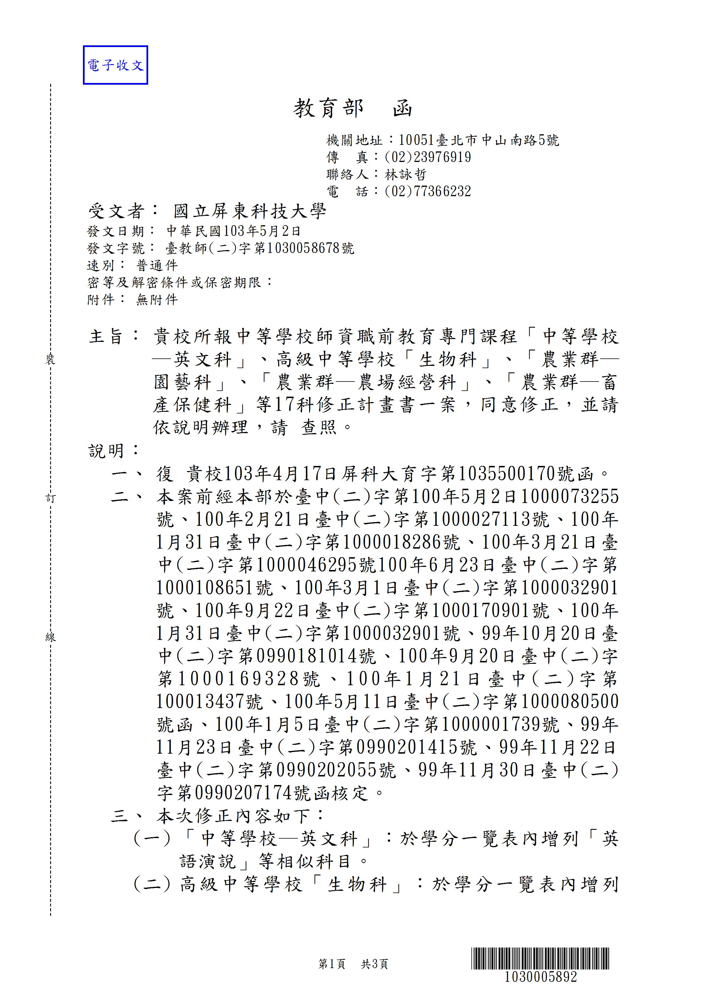 電子收文
教育部　函
機關地址：10051臺北市中山南路5號
傳　真：(02)23976919
聯絡人：林詠哲
電　話：(02)77366232
受文者： 國立屏東科技大學
發文日期： 中華民國103年5月2日
發文字號： 臺教師(二)字第1030058678號
速別： 普通件
密等及解密條件或保密期限：
附件： 無附件
主旨： 貴校所報中等學校師資職前教育專門課程「中等學校
—英文科」、高級中等學校「生物科」、「農業群—
園藝科」、「農業群—農場經營科」、「農業群—畜
產保健科」等17科修正計畫書一案，同意修正，並請
依說明辦理，請 查照。
說明：
一、 復 貴校103年4月17日屏科大育字第1035500170號函。
二、 本案前經本部於臺中(二)字第100年5月2日1000073255
號、100年2月21日臺中(二)字第1000027113號、100年
1月31日臺中(二)字第1000018286號、100年3月21日臺
中(二)字第1000046295號100年6月23日臺中(二)字第
1000108651號、100年3月1日臺中(二)字第1000032901
號、100年9月22日臺中(二)字第1000170901號、100年
1月31日臺中(二)字第1000032901號、99年10月20日臺
中(二)字第0990181014號、100年9月20日臺中(二)字
第1000169328號、100年1月21日臺中(二)字第
100013437號、100年5月11日臺中(二)字第1000080500
號函、100年1月5日臺中(二)字第1000001739號、99年
11月23日臺中(二)字第0990201415號、99年11月22日
臺中(二)字第0990202055號、99年11月30日臺中(二)
字第0990207174號函核定。
三、 本次修正內容如下：
(一)「中等學校—英文科」：於學分一覽表內增列「英
語演說」等相似科目。
(二) 高級中等學校「生物科」：於學分一覽表內增列
裝
訂
線
第1頁　共3頁
1030005892